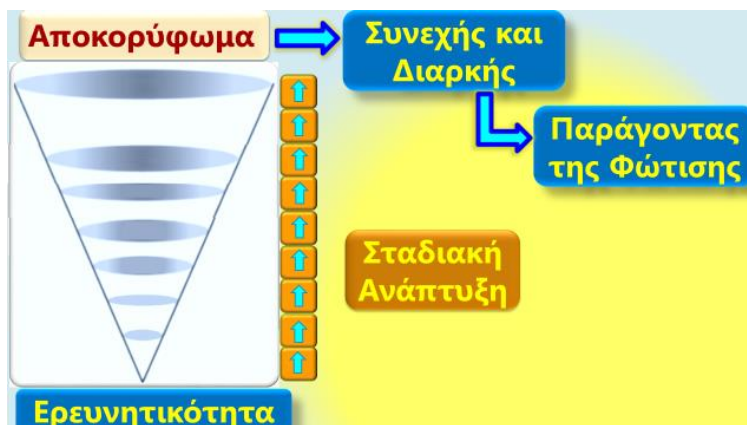 Αποκορύφωμα
Συνεχής και
Διαρκής
Παράγοντας
της Φώτισης
Σταδιακή
Ανάπτυξη
Ερευνητικότητα